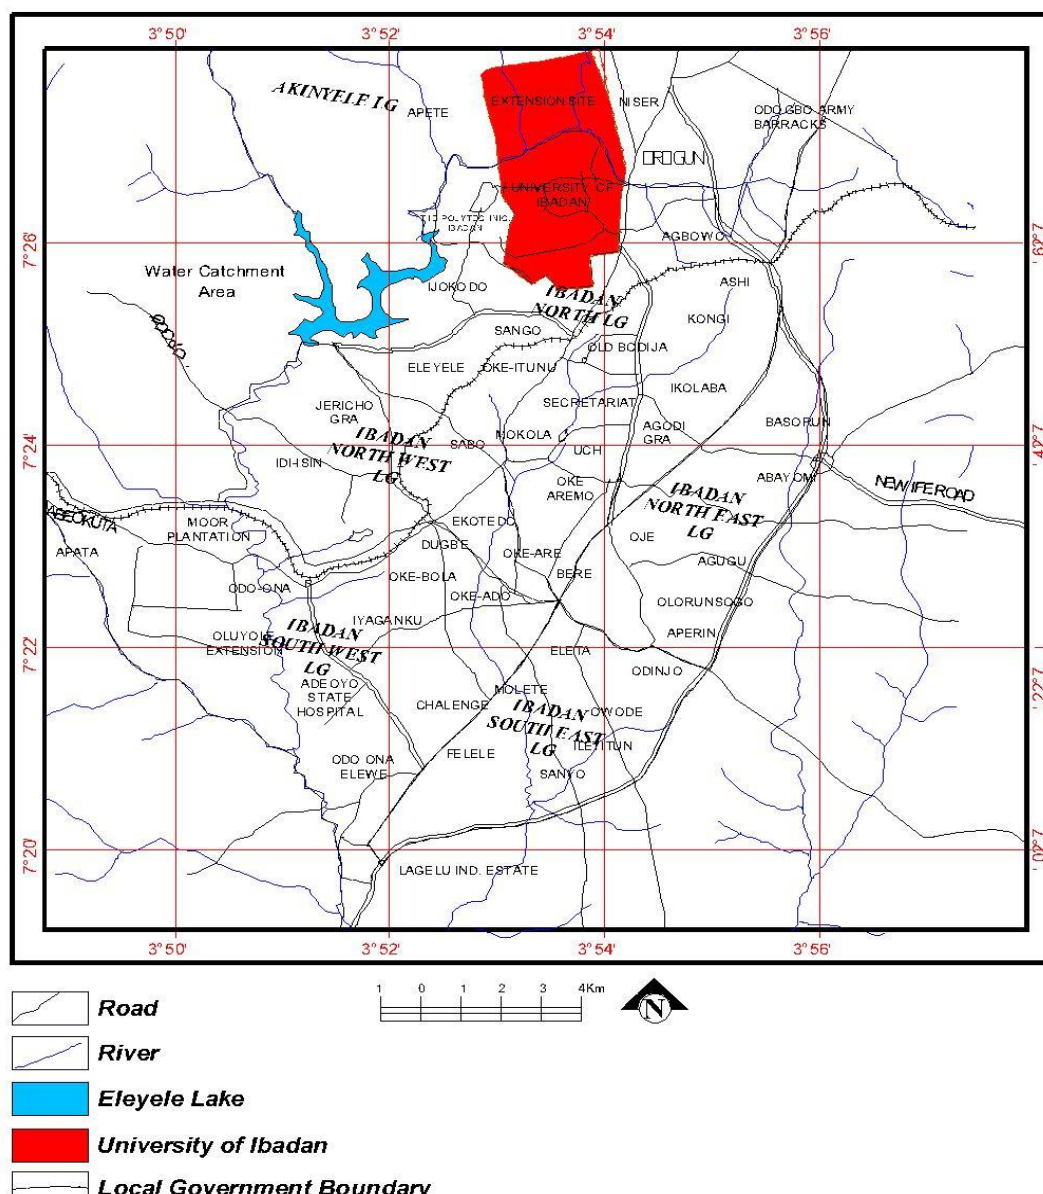 3°50' 3°52' 3°54' 3°56'
AKINYELE LG
APETE
EXTENSION SITE
NISER
ODOGBO ARMY
BARRACKS
UNIVERSITY OF
IBADAN
IBADAN
AGBOWO
7°26'
Water Catchment
Area
IJOKODO
ASHI
IBADAN
NORTH LG
KONGI
SANGO
OLD BODIJA
ELEYELE
OKE-ITUNU
IKOLABA
JERICHO
GRA
SECRETARIAT
BASORUN
AGODI
GRA
MOKOLA
SABO
IBADAN
NORTH WEST
LG
7°24'
UCH
IDIHSIN
ABAYOMI
NEW IFE ROAD
OKE
AREMO
IBADAN
NORTH EAST
LG
ABEOKUTA
MOOR
PLANTATION
EKOTEDO
OJE
APATA
DUGBE
OKE-ARE
AGUGU
BERE
OKE-BOLA
ODO-ONA
OKE-ADO
OLORUNSOGO
IYAGANKU
APERIN
OLUYOLE
EXTENSION
IBADAN
SOUTH WEST
LG
7°22'
ELETA
ODINJO
ADEOYO
STATE
HOSPITAL
MOLETE
CHALENGE
IBADAN
SOUTH EAST
LG
OWODE
FELELE
ODO ONA
ELEWE
SANYO
7°20'
LAGELU IND. ESTATE
3°50' 3°52' 3°54' 3°56'
1 0 1 2 3 4Km
N
Road
River
Eleyele Lake
University of Ibadan
Local Government Boundary